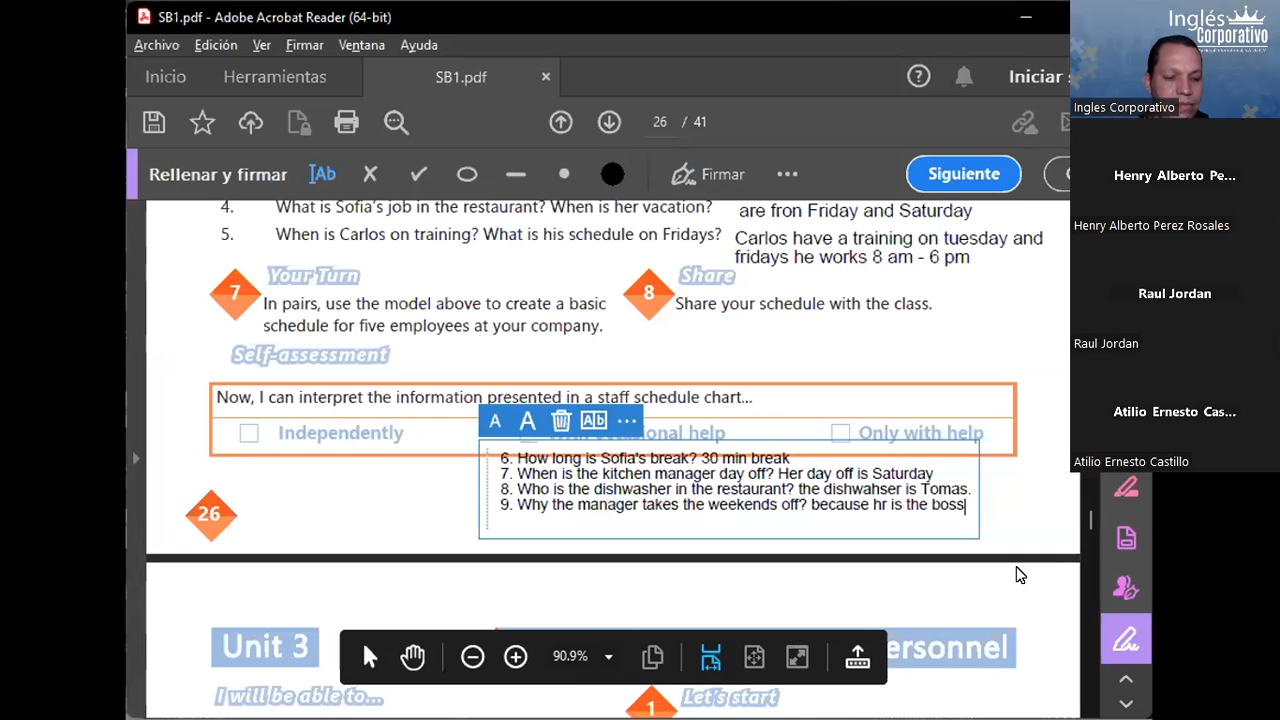 SB1.pdf - Adobe Acrobat Reader (64-bit)
Archivo Edición Ver Firmar Ventana Ayuda
Inicio Herramientas SB1.pdf Iniciar
26 / 41
Rellenar y firmar Ab Firmar Siguiente
4. What is Sofia's job in the restaurant? When is her vacation? are fron Friday and Saturday
5. When is Carlos on training? What is his schedule on Fridays? Carlos have a training on tuesday and
fridays he works 8 am - 6 pm
7 Your Turn
In pairs, use the model above to create a basic
schedule for five employees at your company.
8 Share
Share your schedule with the class.
Self-assessment
Now, I can interpret the information presented in a staff schedule chart...
A A Ab
Independently occasional help Only with help
6. How long is Sofia's break? 30 min break
7. When is the kitchen manager day off? Her day off is Saturday
8. Who is the dishwasher in the restaurant? the dishwahser is Tomas.
9. Why the manager takes the weekends off? because hr is the boss
26
Unit 3 ersonnel
90.9%
I will be able to...
1 Let's start
Inglés
Corporativo
Ingles Corporativo
Henry Alberto Pe...
Henry Alberto Perez Rosales
Raul Jordan
Raul Jordan
Atilio Ernesto Cas...
Atilio Ernesto Castillo